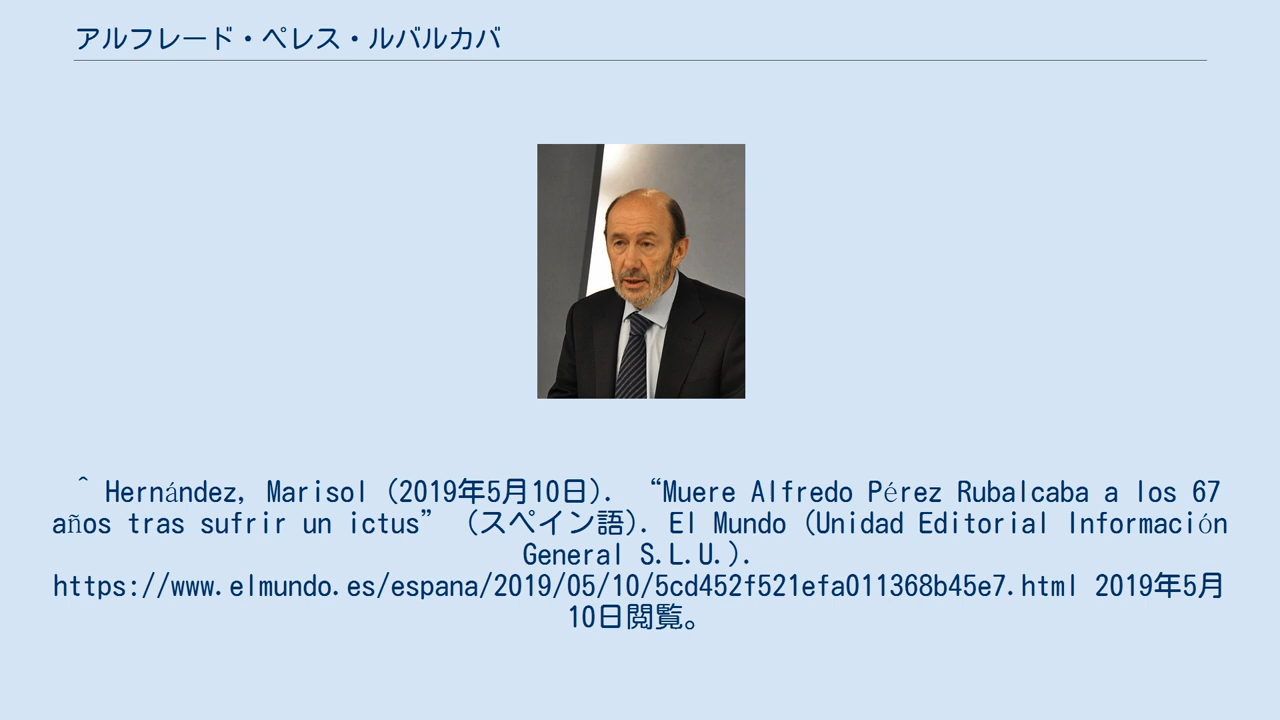 アルフレード・ペレス・ルバルカバ
^ Hernández, Marisol (2019年5月10日). “Muere Alfredo Pérez Rubalcaba a los 67
años tras sufrir un ictus” (スペイン語). El Mundo (Unidad Editorial Información
General S.L.U.).
https://www.elmundo.es/espana/2019/05/10/5cd452f521efa011368b45e7.html 2019年5月
10日閲覧。